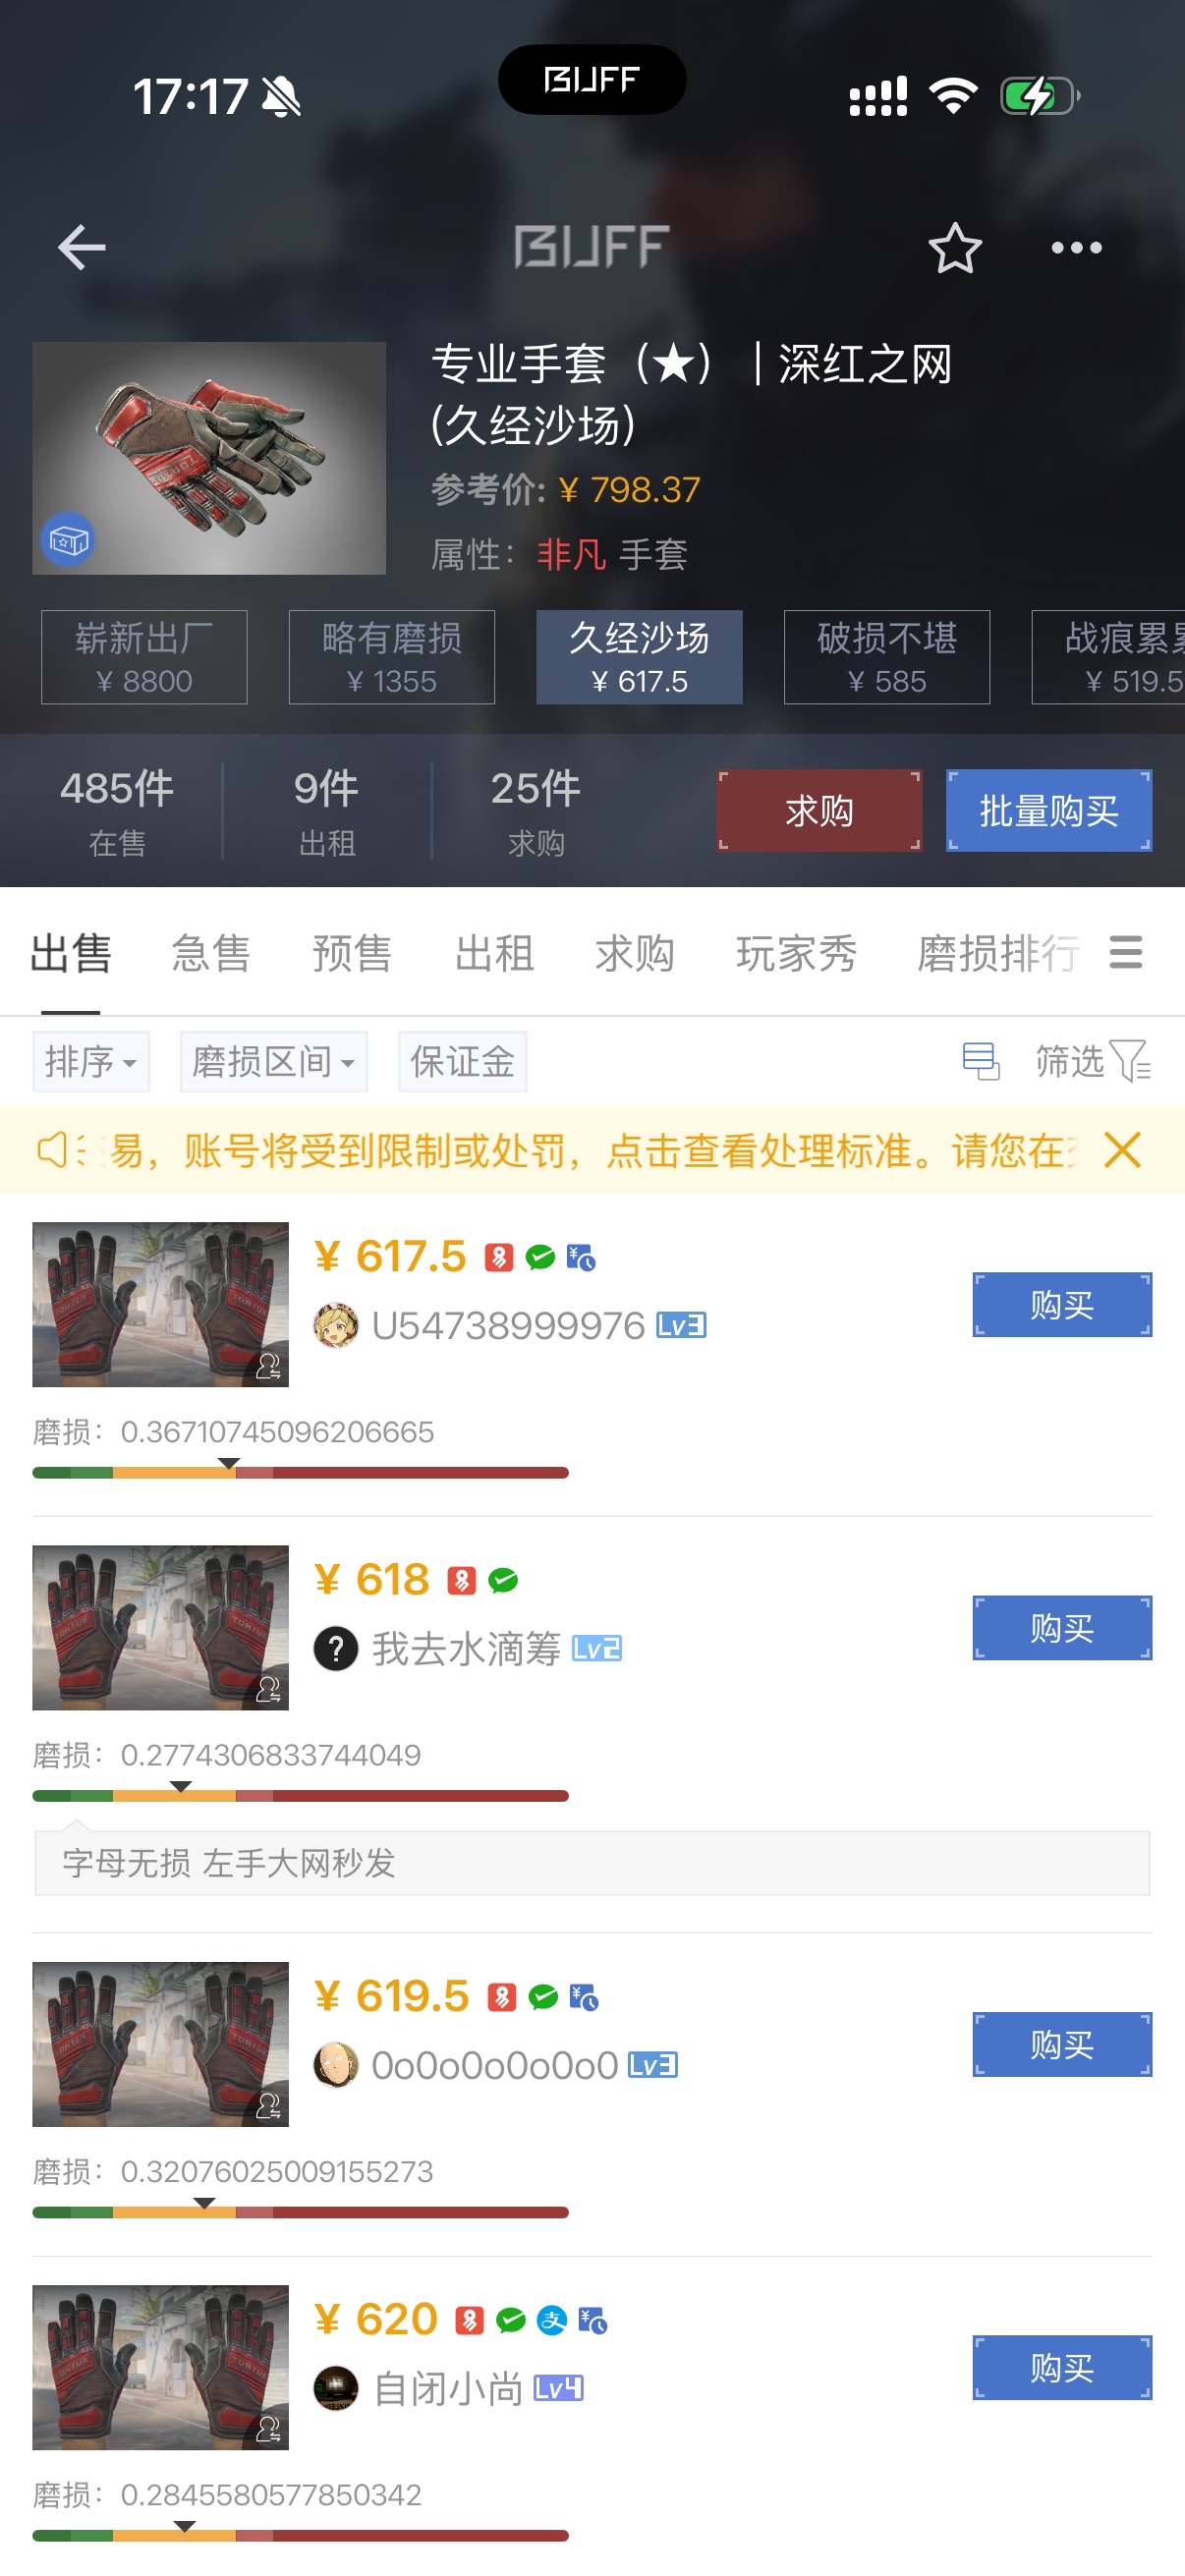 17:17
BUFF
BUFF
专业手套（★） | 深红之网
(久经沙场)
参考价: ¥ 798.37
属性： 非凡 手套
崭新出厂 略有磨损 久经沙场 破损不堪 战痕累累
¥ 8800 ¥ 1355 ¥ 617.5 ¥ 585 ¥ 519.5
485件 9件 25件
在售 出租 求购
求购 批量购买
出售 急售 预售 出租 求购 玩家秀 磨损排行
排序 磨损区间 保证金 筛选
易，账号将受到限制或处罚，点击查看处理标准。请您在
¥ 617.5
U54738999976 Lv3
购买
磨损：0.36710745096206665
¥ 618
我去水滴筹 Lv2
购买
磨损：0.2774306833744049
字母无损 左手大网秒发
¥ 619.5
0o0o0o0o0o0 Lv3
购买
磨损：0.32076025009155273
¥ 620
自闭小尚 Lv4
购买
磨损：0.2845580577850342